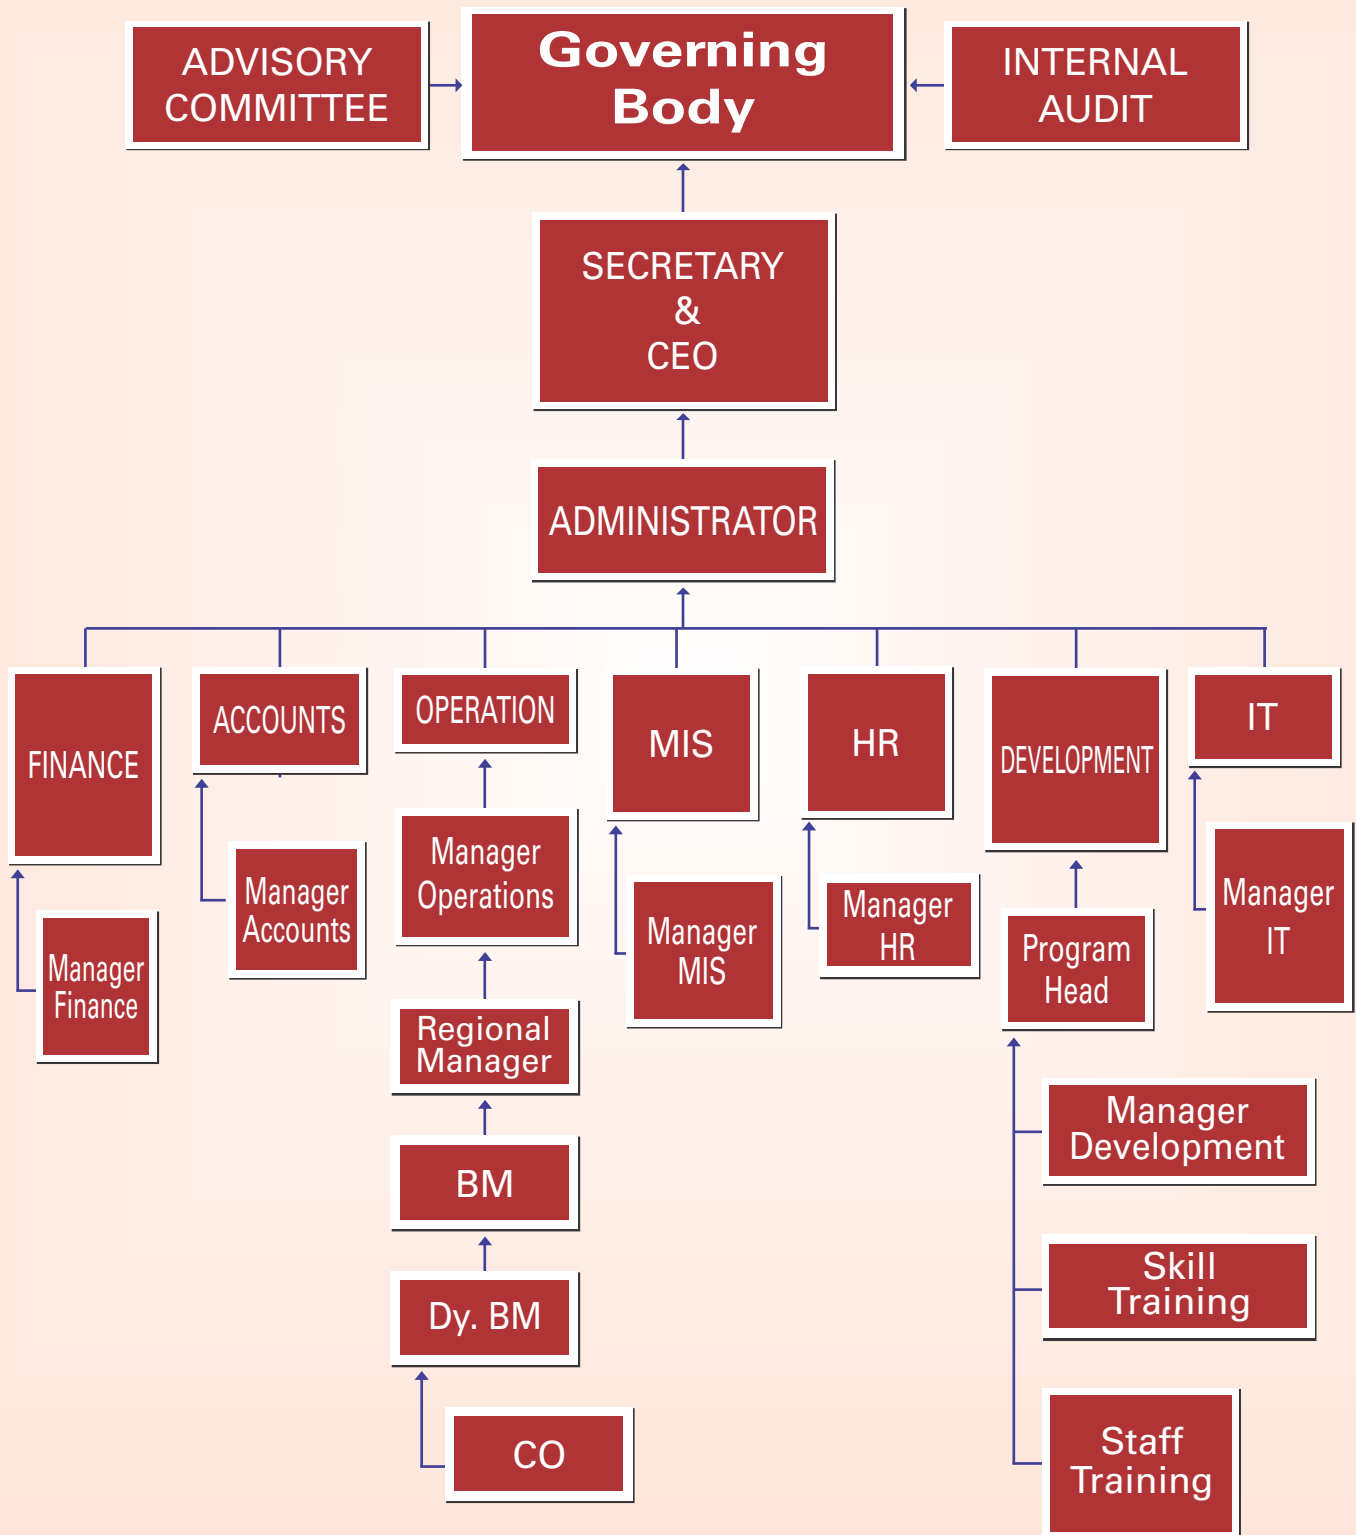 ADVISORY
COMMITTEE
Governing
Body
INTERNAL
AUDIT
SECRETARY
&
CEO
ADMINISTRATOR
FINANCE
ACCOUNTS
OPERATION
MIS
HR
DEVELOPMENT
IT
Manager
Finance
Manager
Accounts
Manager
Operations
Regional
Manager
BM
Dy. BM
CO
Manager
MIS
Manager
HR
Program
Head
Manager
Development
Skill
Training
Staff
Training
Manager
IT